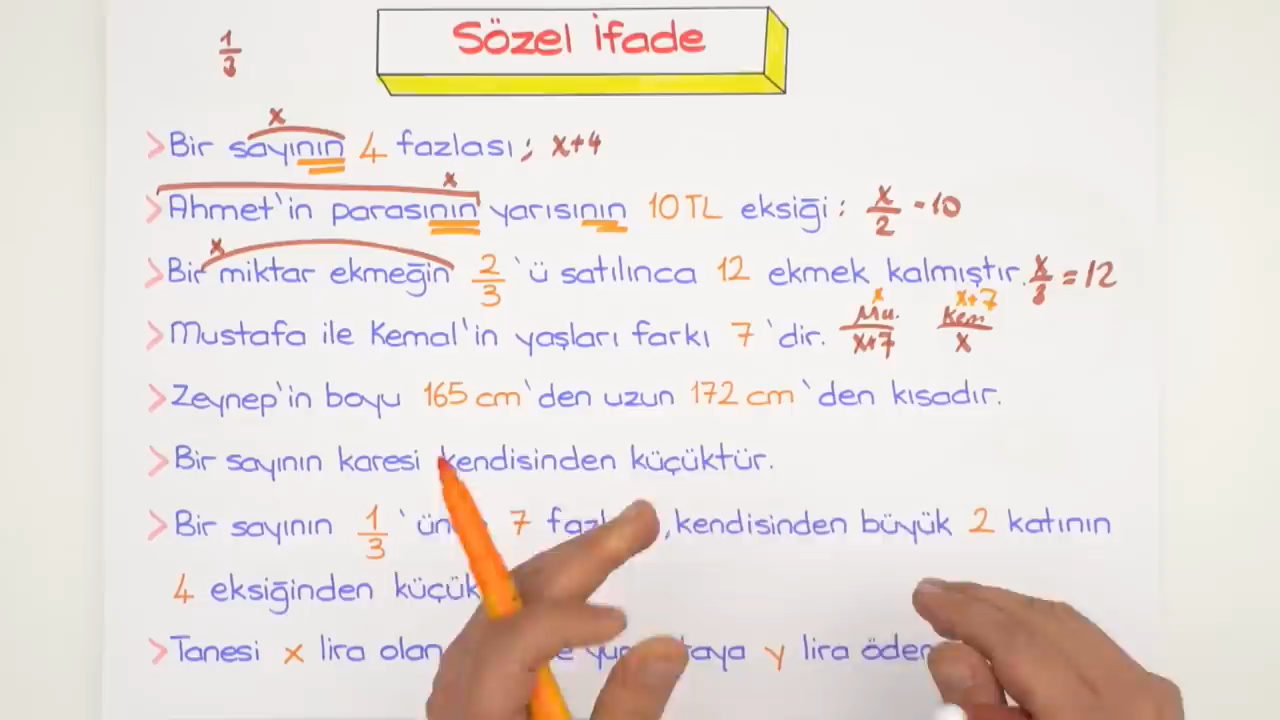 1/3
Sözel İfade
x
Bir sayının 4 fazlası; x+4
x
Ahmet'in parasının yarısının 10 TL eksiği: x/2 - 10
x
Bir miktar ekmeğin 2/3 'ü satılınca 12 ekmek kalmıştır. x/3 = 12
x x+7
Mustafa ile Kemal'in yaşları farkı 7 'dir. Mu./x+7 Kem/x
Zeynep'in boyu 165 cm'den uzun 172 cm'den kısadır.
Bir sayının karesi kendisinden küçüktür.
Bir sayının 1/3 7 ,kendisinden büyük 2 katının
4 eksiğinden
Tanesi x lira olan y lira